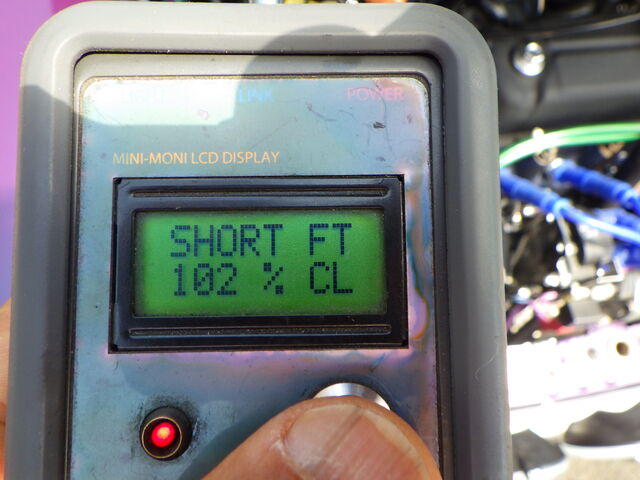 LINK
POWER
MINI-MONI LCD DISPLAY
SHORT FT
102 % CL